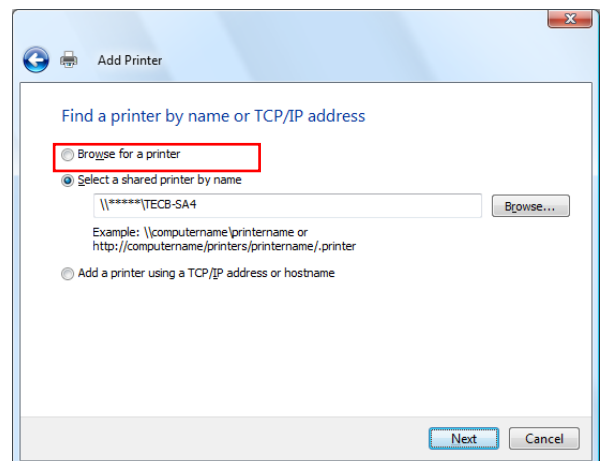 Add Printer
Find a printer by name or TCP/IP address
Browse for a printer
Select a shared printer by name
\\*****\TECB-SA4
Browse...
Example: \\computername\printername or
http://computername/printers/printername/.printer
Add a printer using a TCP/IP address or hostname
Next
Cancel